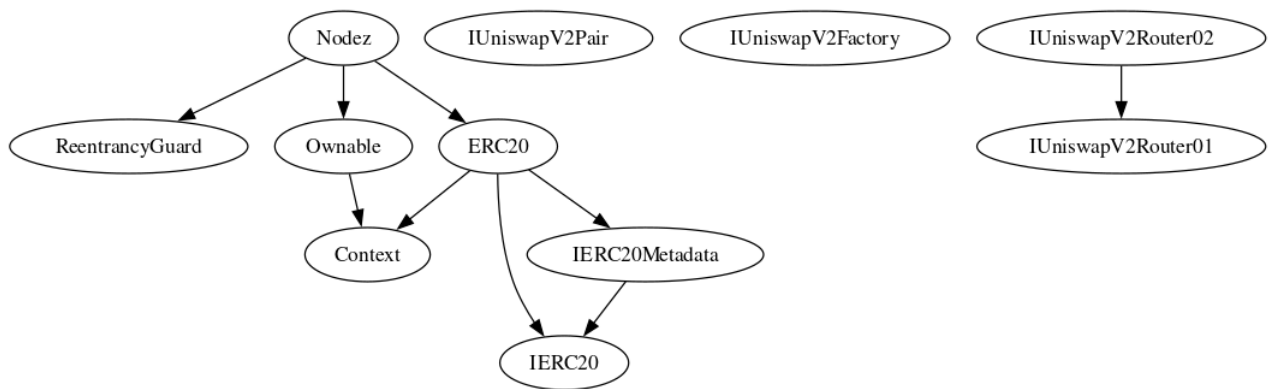 Nodez
IUniswapV2Pair
IUniswapV2Factory
IUniswapV2Router02
ReentrancyGuard
Ownable
ERC20
IUniswapV2Router01
Context
IERC20Metadata
IERC20